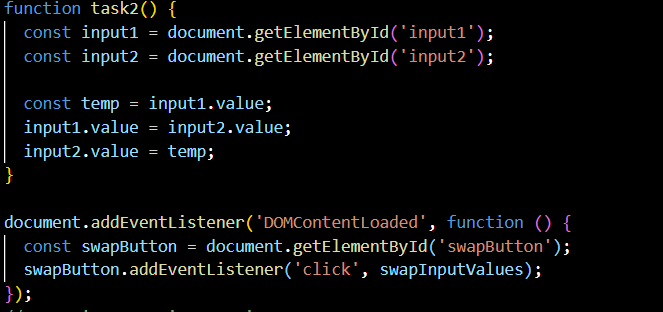 function task2() {
  const input1 = document.getElementById('input1');
  const input2 = document.getElementById('input2');

  const temp = input1.value;
  input1.value = input2.value;
  input2.value = temp;
}

document.addEventListener('DOMContentLoaded', function () {
  const swapButton = document.getElementById('swapButton');
  swapButton.addEventListener('click', swapInputValues);
});